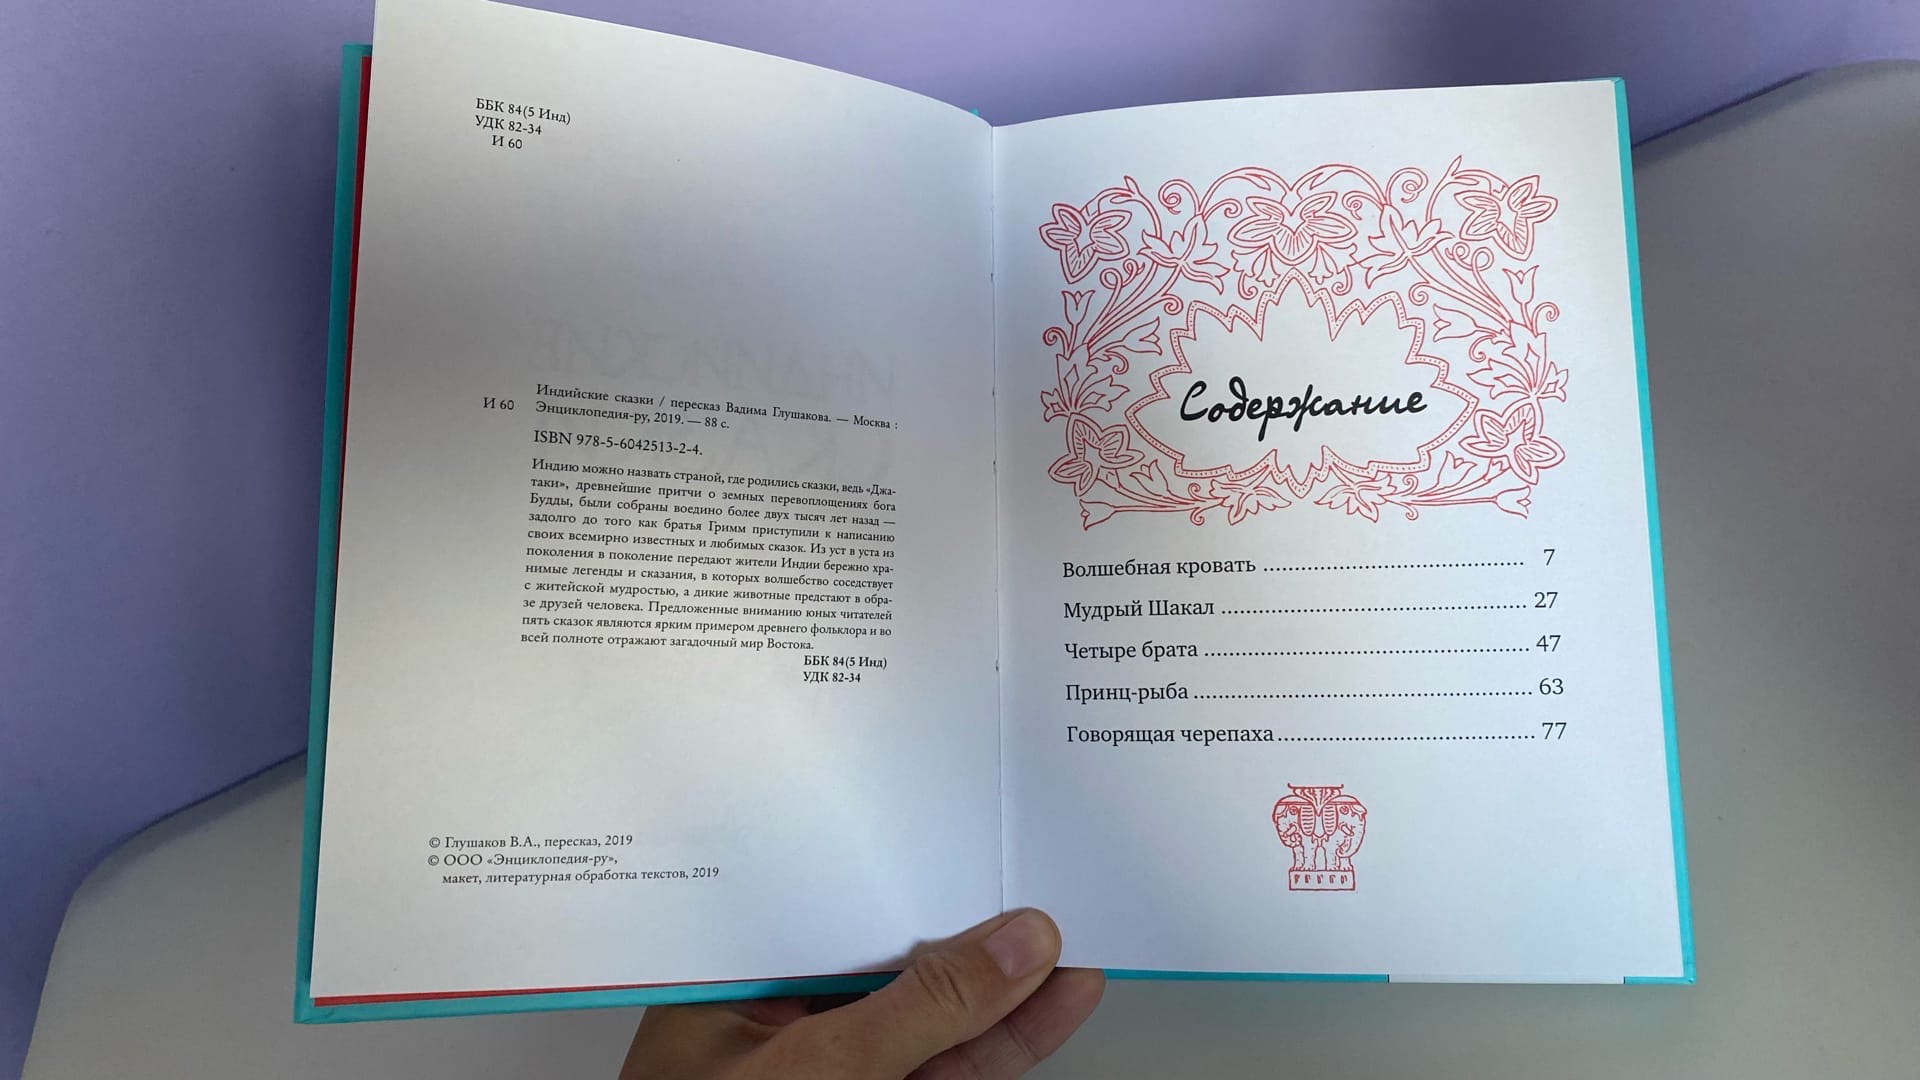 ББК 84(5 Инд)
УДК 82-34
И 60
И 60
Индийские сказки / пересказ Вадима Глушакова. — Москва :
Энциклопедия-ру, 2019. — 88 с.
ISBN 978-5-6042513-2-4.
Индию можно назвать страной, где родились сказки, ведь «Джа-
таки», древнейшие притчи о земных перевоплощениях бога
Будды, были собраны воедино более двух тысяч лет назад —
задолго до того как братья Гримм приступили к написанию
своих всемирно известных и любимых сказок. Из уст в уста из
поколения в поколение передают жители Индии бережно хра-
нимые легенды и сказания, в которых волшебство соседствует
с житейской мудростью, а дикие животные предстают в обра-
зе друзей человека. Предложенные вниманию юных читателей
пять сказок являются ярким примером древнего фольклора и во
всей полноте отражают загадочный мир Востока.
ББК 84(5 Инд)
УДК 82-34
© Глушаков В.А., пересказ, 2019
© ООО «Энциклопедия-ру»,
макет, литературная обработка текстов, 2019
Содержание
Волшебная кровать ........................................ 7
Мудрый Шакал ............................................... 27
Четыре брата .................................................. 47
Принц-рыба .................................................... 63
Говорящая черепаха ....................................... 77